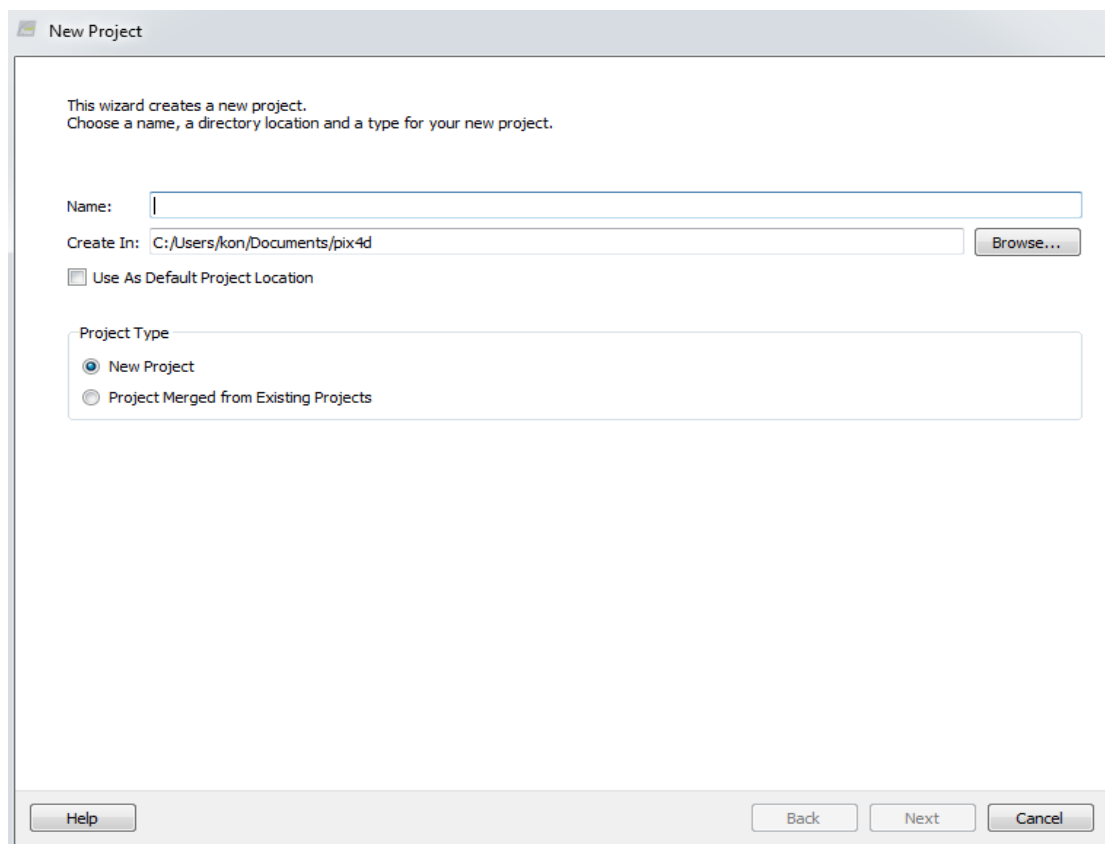 New Project
This wizard creates a new project.
Choose a name, a directory location and a type for your new project.
Name:
Create In: C:/Users/kon/Documents/pix4d Browse...
Use As Default Project Location
Project Type
New Project
Project Merged from Existing Projects
Help Back Next Cancel